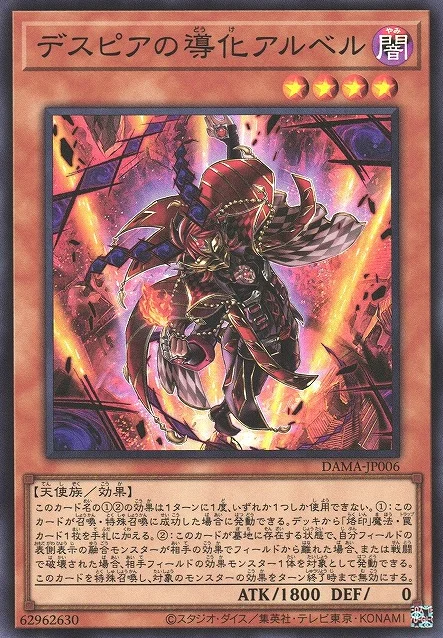 デスピアの導化アルベル
闇
DAMA-JP006
【天使族/効果】
このカード名の①②の効果は1ターンに1度、いずれか1つしか使用できない。①:こ
のカードが召喚・特殊召喚に成功した場合に発動できる。デッキから「烙印」魔法・罠
カード1枚を手札に加える。②:このカードが墓地に存在する状態で、自分フィールドの
表側表示の融合モンスターが相手の効果でフィールドから離れた場合、または戦闘
で破壊された場合、相手フィールドの効果モンスター1体を対象として発動できる。
このカードを特殊召喚し、対象のモンスターの効果をターン終了時まで無効にする。
ATK/1800 DEF/ 0
62962630
©スタジオ・ダイス/集英社・テレビ東京・KONAMI